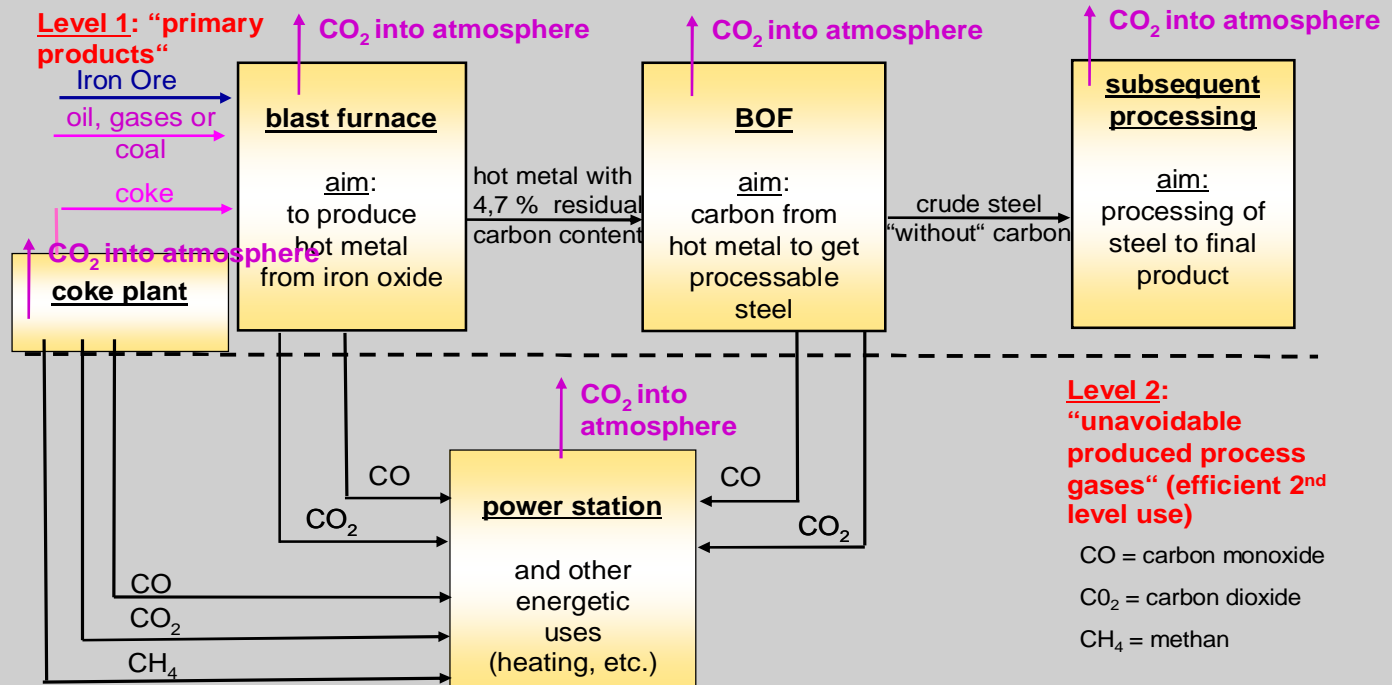 Level 1: “primary
products“
CO2 into atmosphere
CO2 into atmosphere
CO2 into atmosphere
Iron Ore
oil, gases or
coal
coke
blast furnace
aim:
to produce
hot metal
from iron oxide
hot metal with
4,7 % residual
carbon content
BOF
aim:
carbon from
hot metal to get
processable
steel
crude steel
“without“ carbon
subsequent
processing
aim:
processing of
steel to final
product
CO2 into atmosphere
coke plant
CO2 into
atmosphere
CO
CO2
CO
CO2
CH4
power station
and other
energetic
uses
(heating, etc.)
CO
CO2
Level 2:
“unavoidable
produced process
gases“ (efficient 2nd
level use)
CO = carbon monoxide
C02 = carbon dioxide
CH4 = methan